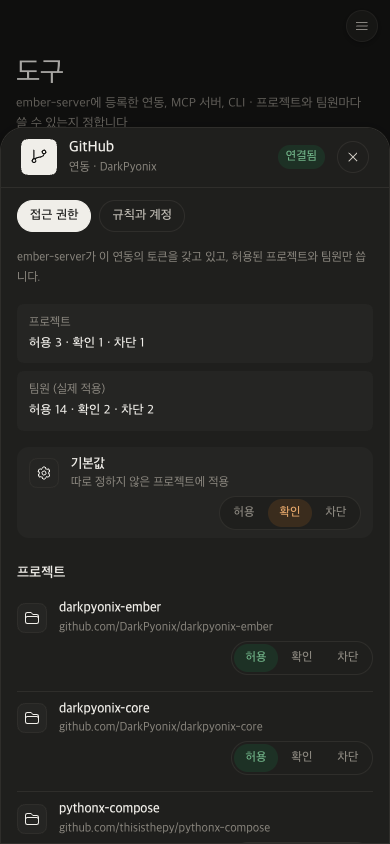 도구
ember-server에 등록한 연동, MCP 서버, CLI · 프로젝트와 팀원마다
쓸 수 있는지 정합니다
GitHub
연동 · DarkPyonix
연결됨
접근 권한
규칙과 계정
ember-server가 이 연동의 토큰을 갖고 있고, 허용된 프로젝트와 팀원만 씁
니다.
프로젝트
허용 3 · 확인 1 · 차단 1
팀원 (실제 적용)
허용 14 · 확인 2 · 차단 2
기본값
따로 정하지 않은 프로젝트에 적용
허용 확인 차단
프로젝트
darkpyonix-ember
github.com/DarkPyonix/darkpyonix-ember
허용 확인 차단
darkpyonix-core
github.com/DarkPyonix/darkpyonix-core
허용 확인 차단
pythonx-compose
github.com/thisisthepy/pythonx-compose